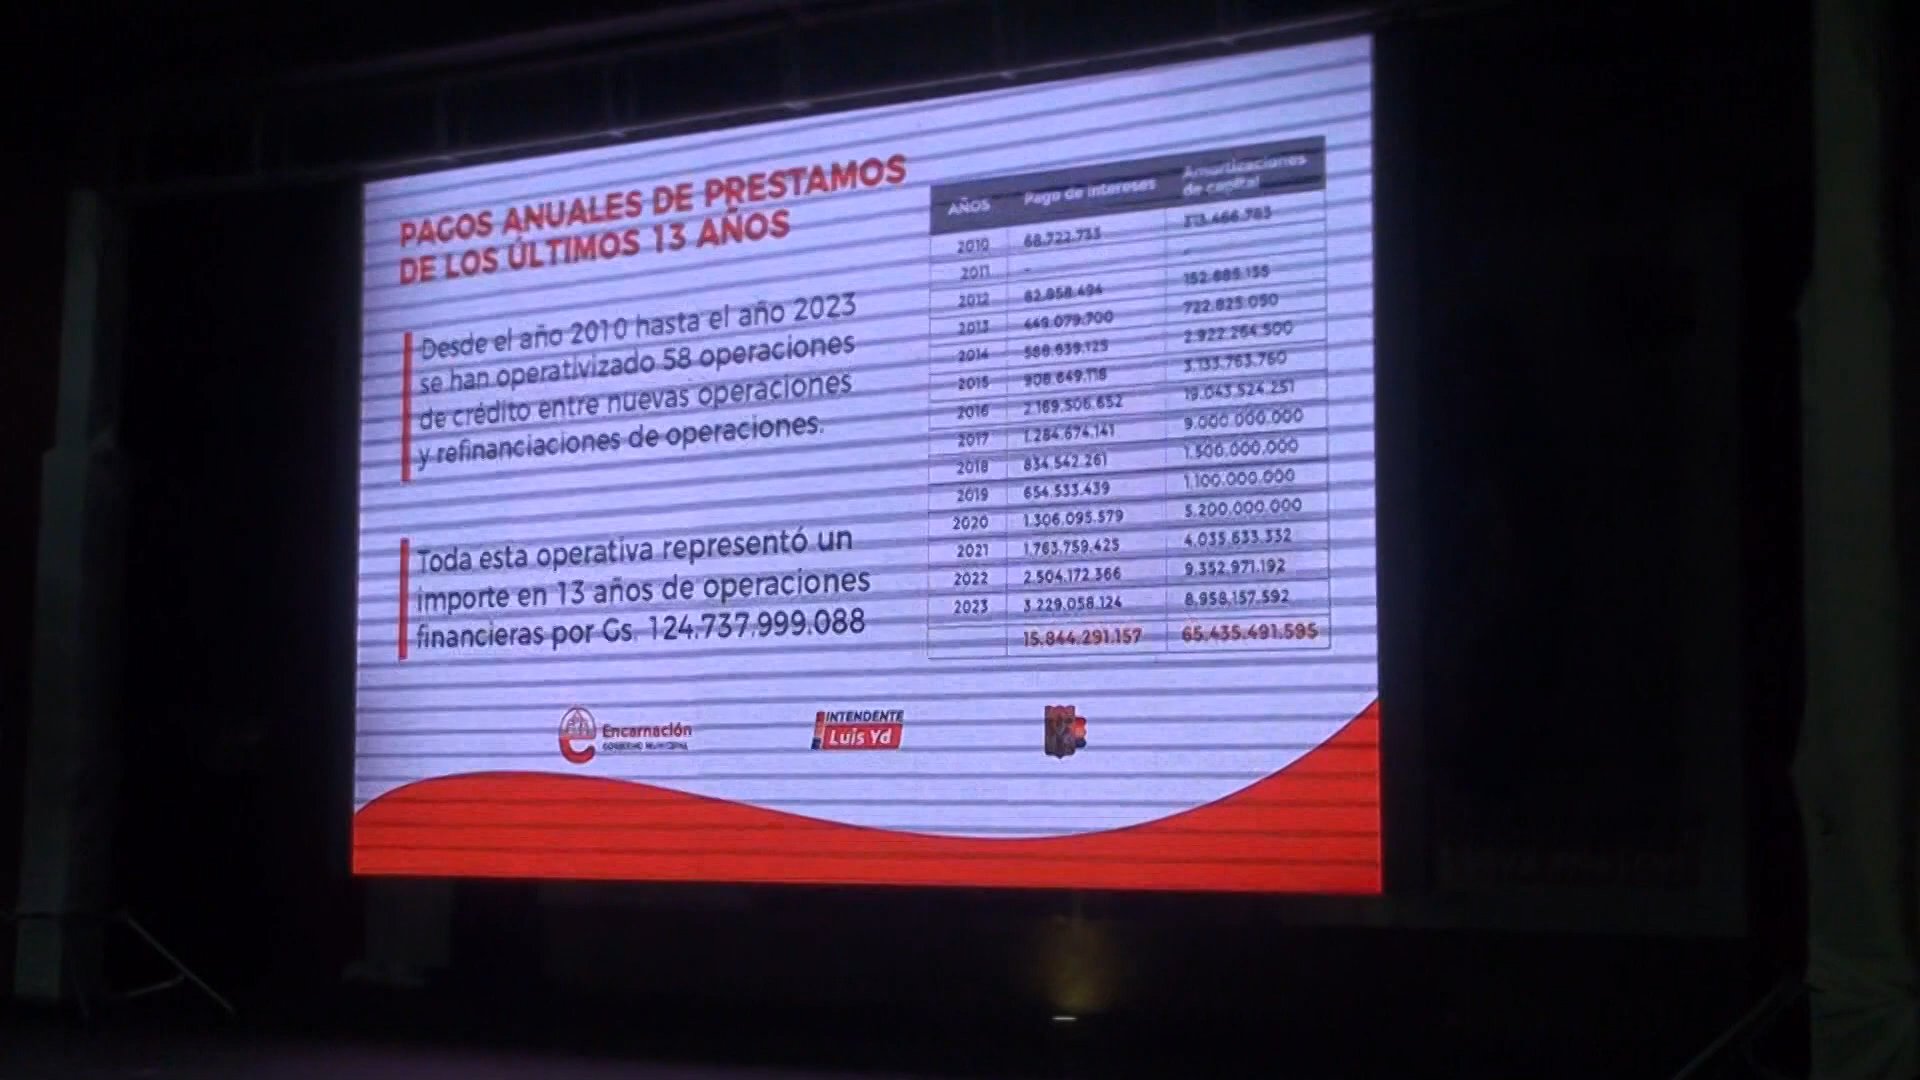 PAGOS ANUALES DE PRESTAMOS
DE LOS ÚLTIMOS 13 AÑOS
Desde el año 2010 hasta el año 2023
se han operativizado 58 operaciones
de crédito entre nuevas operaciones
y refinanciaciones de operaciones.
Toda esta operativa representó un
importe en 13 años de operaciones
financieras por Gs. 124.737.999.088
AÑOS Pago de intereses Amortizaciones de capital
2010 68.722.733
2011 - -
2012 62.958.494 152.885.155
2013 449.079.700 722.825.050
2014 2.922.264.500
2015 3.133.763.760
2016 2.169.506.652 19.043.524.251
2017 1.284.674.141 9.000.000.000
2018 834.542.261 1.500.000.000
2019 654.533.439 1.100.000.000
2020 1.306.095.579 5.200.000.000
2021 1.763.759.425 4.035.633.332
2022 2.504.172.366 9.352.971.192
2023 3.229.058.124 8.958.157.592
15.844.291.157 65.435.491.595
Encarnación
GOBIERNO MUNICIPAL
INTENDENTE
Luis Yd